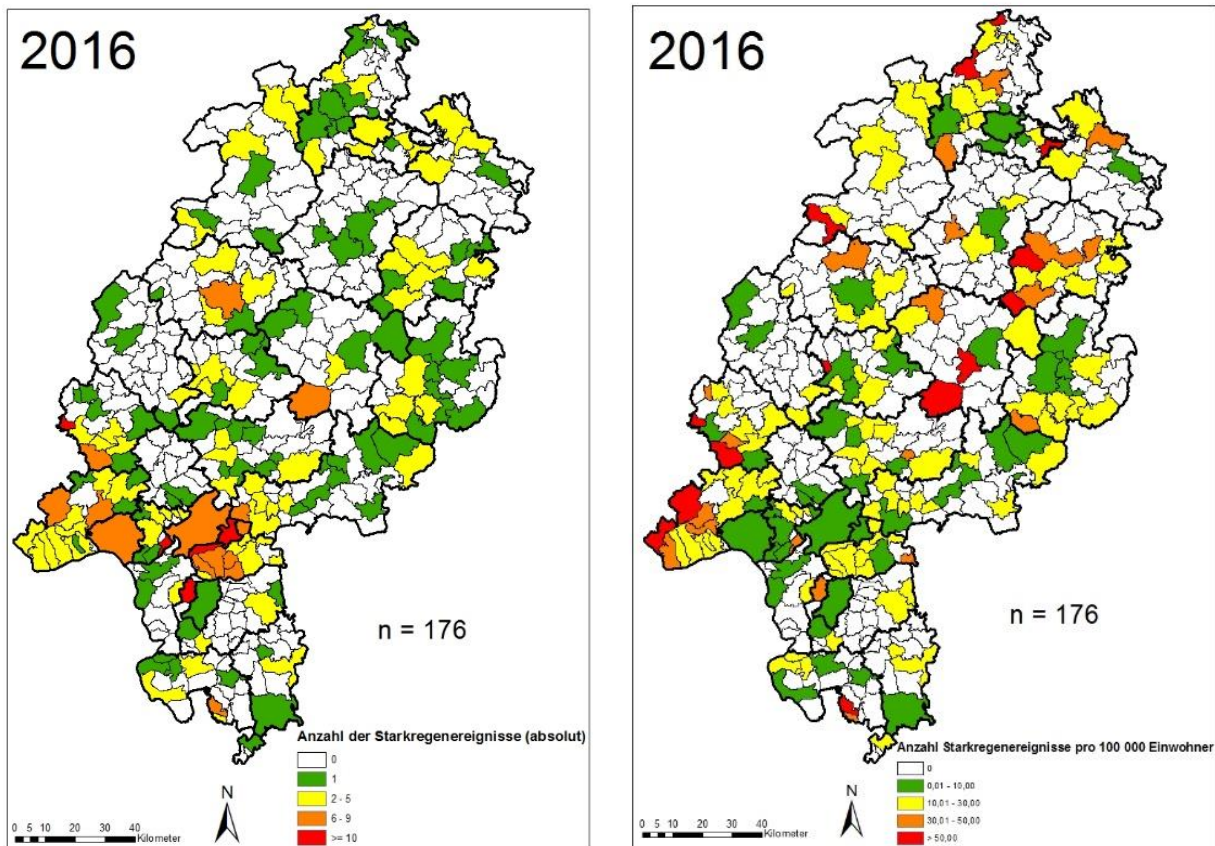 2016
n = 176
Anzahl der Starkregenereignisse (absolut)
0
1
2 - 5
6 - 9
>= 10
N
0 5 10 20 30 40
Kilometer
2016
n = 176
Anzahl Starkregenereignisse pro 100 000 Einwohner
0
0,01 - 10,00
10,01 - 30,00
30,01 - 50,00
> 50,00
N
0 5 10 20 30 40
Kilometer